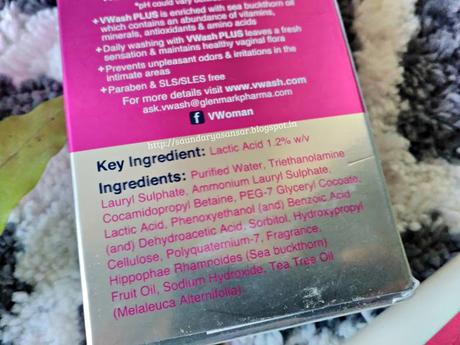 *pH could vary
+VWash PLUS is enriched with sea buckthorn oil
which contains an abundance of vitamins,
minerals, antioxidants & amino acids
+Daily washing with VWash PLUS leaves a fresh
sensation & maintains healthy vaginal flora
+Prevents unpleasant odors & irritations in the
intimate areas
+Paraben & SLS/SLES free
For more details visit www.vwash.com
ask.vwash@glenmarkpharma.com
f VWoman
http://saundaryasansar.blogspot.in
Key Ingredient: Lactic Acid 1.2% w/v
Ingredients: Purified Water, Triethanolamine
Lauryl Sulphate, Ammonium Lauryl Sulphate,
Cocamidopropyl Betaine, PEG-7 Glyceryl Cocoate,
Lactic Acid, Phenoxyethanol (and) Benzoic Acid
(and) Dehydroacetic Acid, Sorbitol, Hydroxypropyl
Cellulose, Polyquaternium-7, Fragrance,
Hippophae Rhamnoides (Sea buckthorn)
Fruit Oil, Sodium Hydroxide, Tea Tree Oil
(Melaleuca Alternifolia).